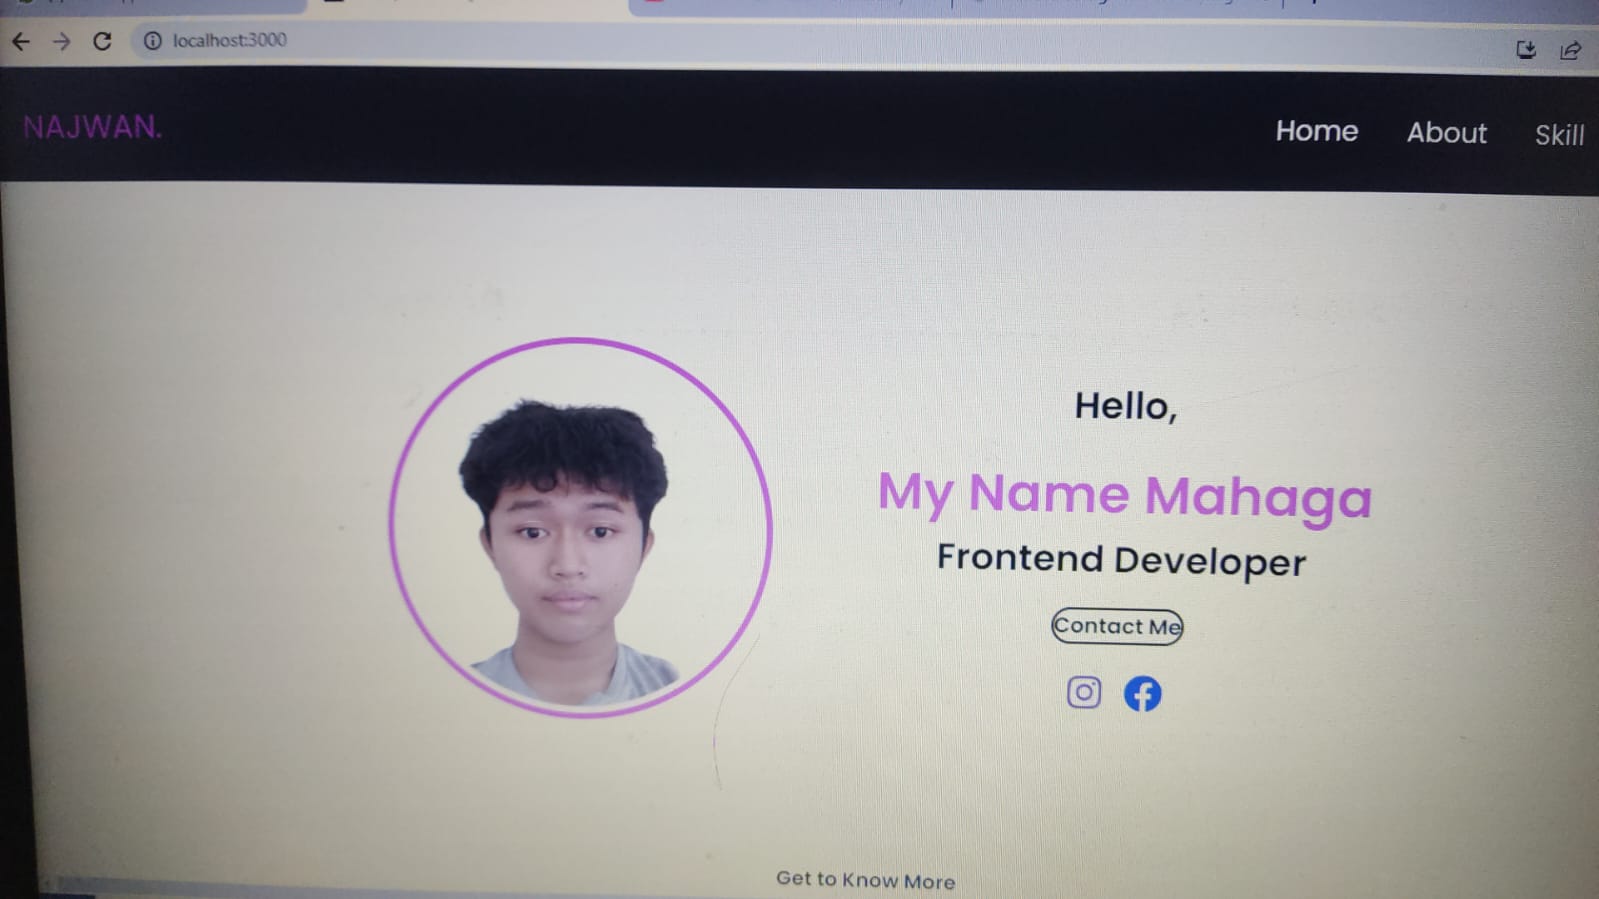 localhost:3000
NAJWAN.
Home About Skill
Hello,
My Name Mahaga
Frontend Developer
Contact Me
Get to Know More